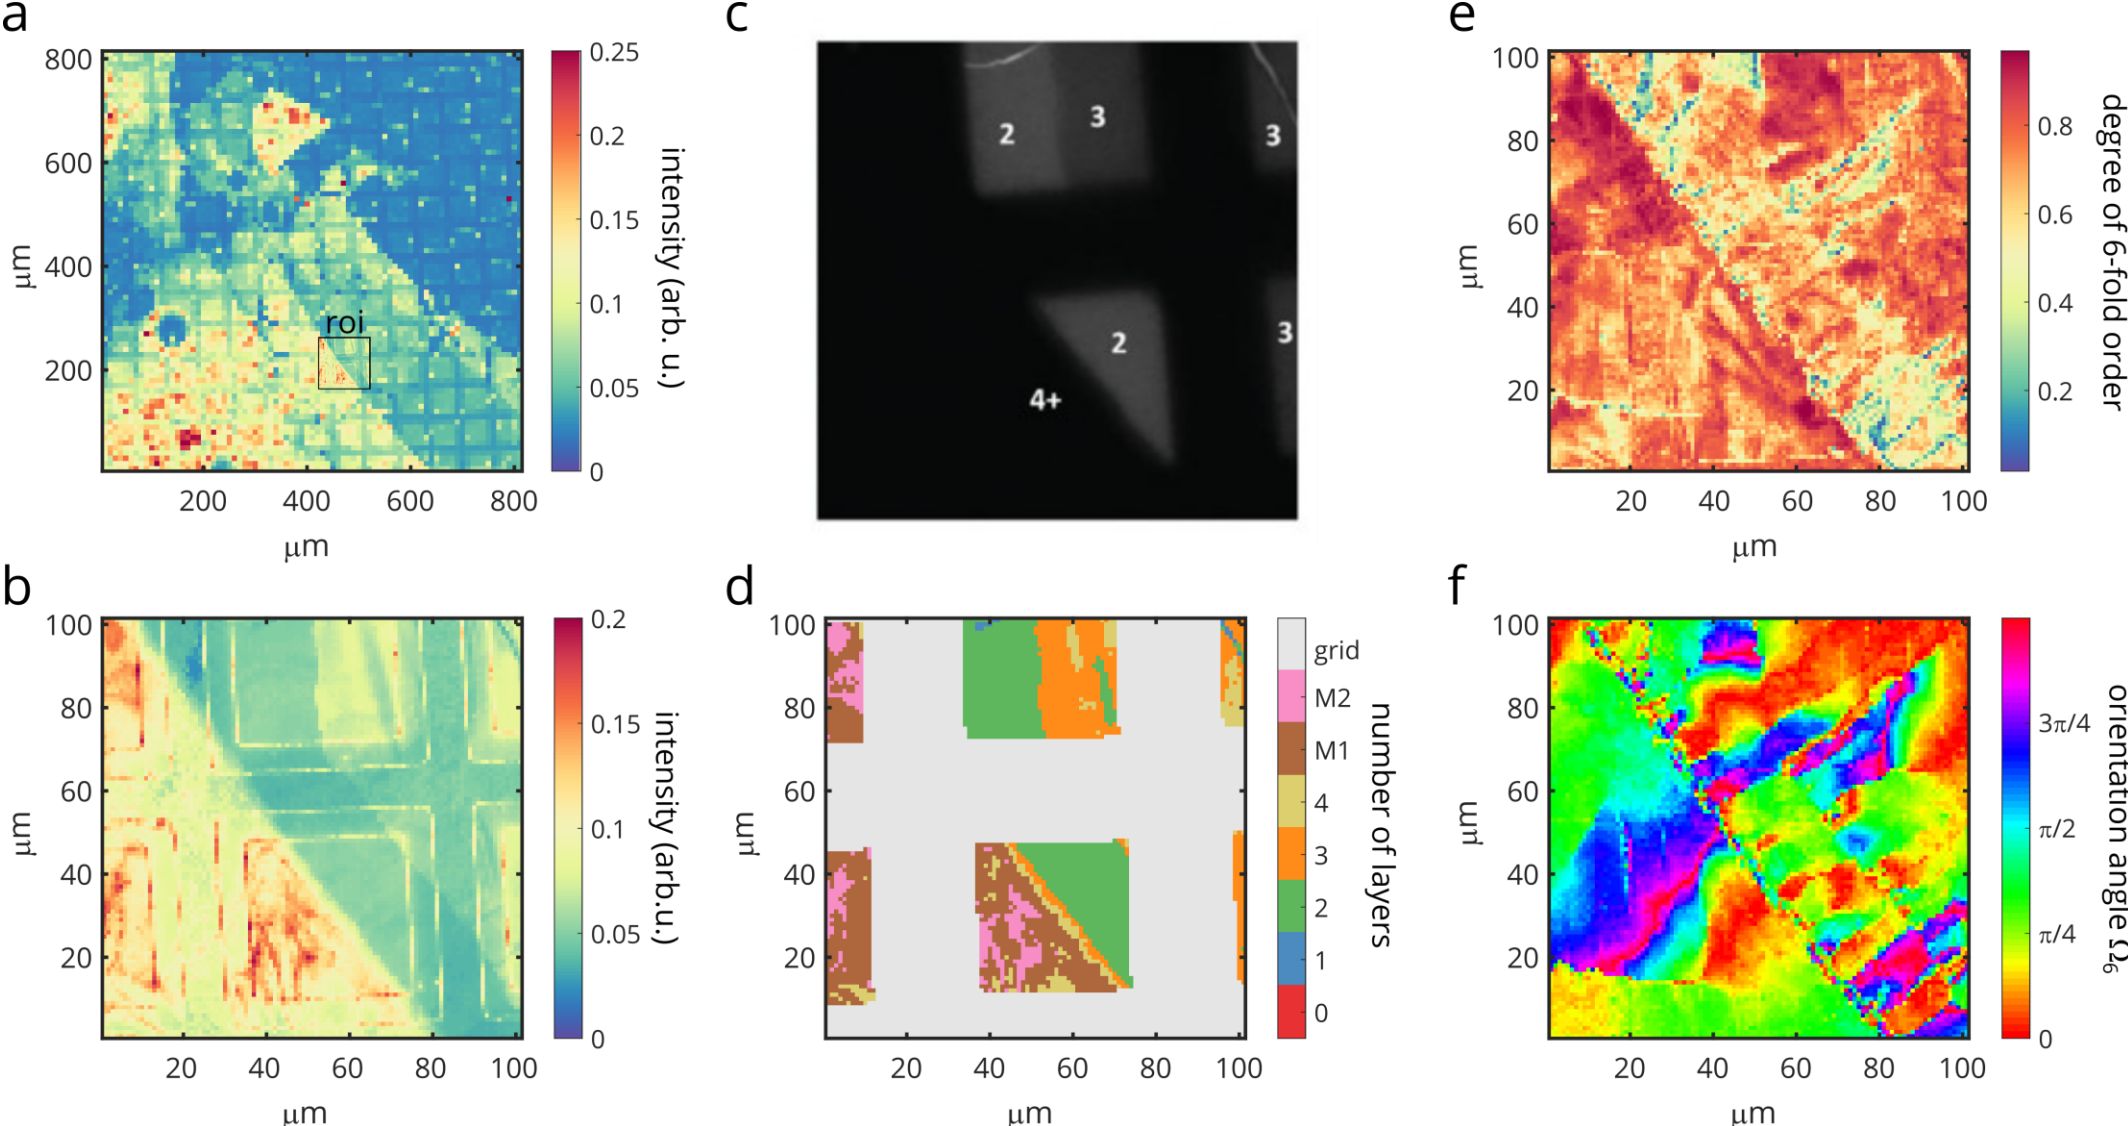 a
800
600
400
200
μm
200 400 600 800
μm
roi
0.25
0.2
0.15
0.1
0.05
0
intensity (arb. u.)
b
100
80
60
40
20
μm
20 40 60 80 100
μm
0.2
0.15
0.1
0.05
0
intensity (arb.u.)
c
2 3 3
2 3
4+
d
100
80
60
40
20
μm
20 40 60 80 100
μm
grid
M2
M1
4
3
2
1
0
number of layers
e
100
80
60
40
20
μm
20 40 60 80 100
μm
0.8
0.6
0.4
0.2
degree of 6-fold order
f
100
80
60
40
20
μm
20 40 60 80 100
μm
3π/4
π/2
π/4
0
orientation angle Ω6